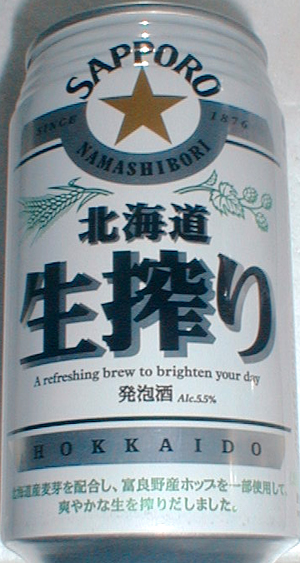 SAPPORO
SINCE 1876
NAMASHIBORI
北海道
生搾り
A refreshing brew to brighten your day
発泡酒 Alc.5.5%
HOKKAIDO
北海道産麦芽を配合し、富良野産ホップを一部使用して、
爽やかな生を搾りだしました。